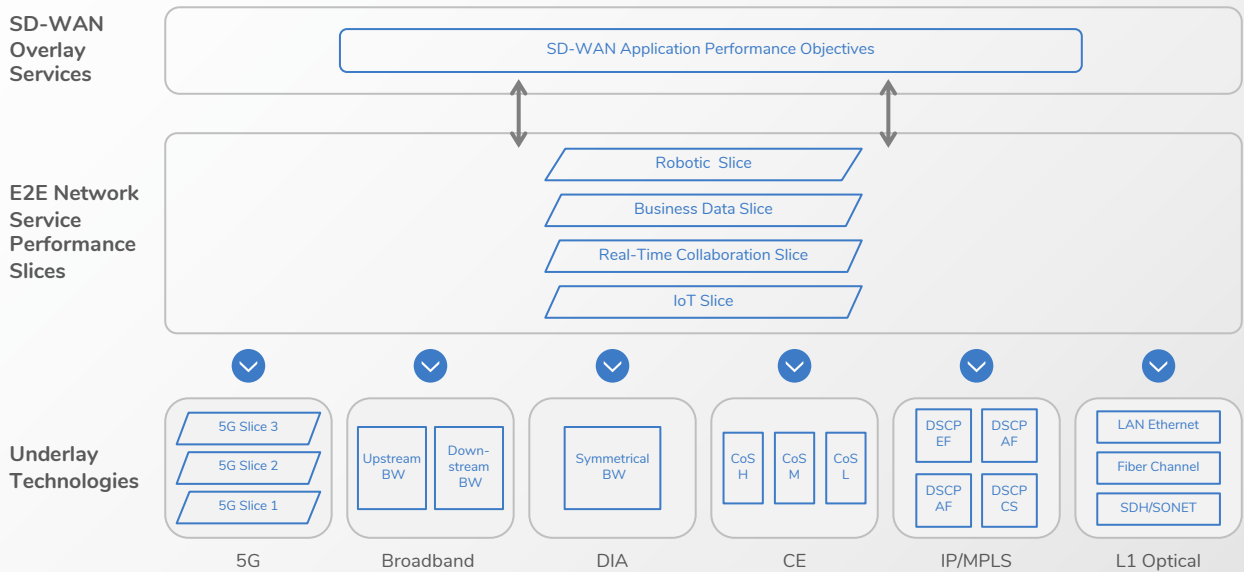 SD-WAN
Overlay
Services
SD-WAN Application Performance Objectives
E2E Network
Service
Performance
Slices
Robotic Slice
Business Data Slice
Real-Time Collaboration Slice
IoT Slice
Underlay
Technologies
5G Slice 3
5G Slice 2
5G Slice 1
5G
Upstream
BW
Down-
stream
BW
Broadband
Symmetrical
BW
DIA
CoS
H
CoS
M
CoS
L
CE
DSCP
EF
DSCP
AF
DSCP
AF
DSCP
CS
IP/MPLS
LAN Ethernet
Fiber Channel
SDH/SONET
L1 Optical